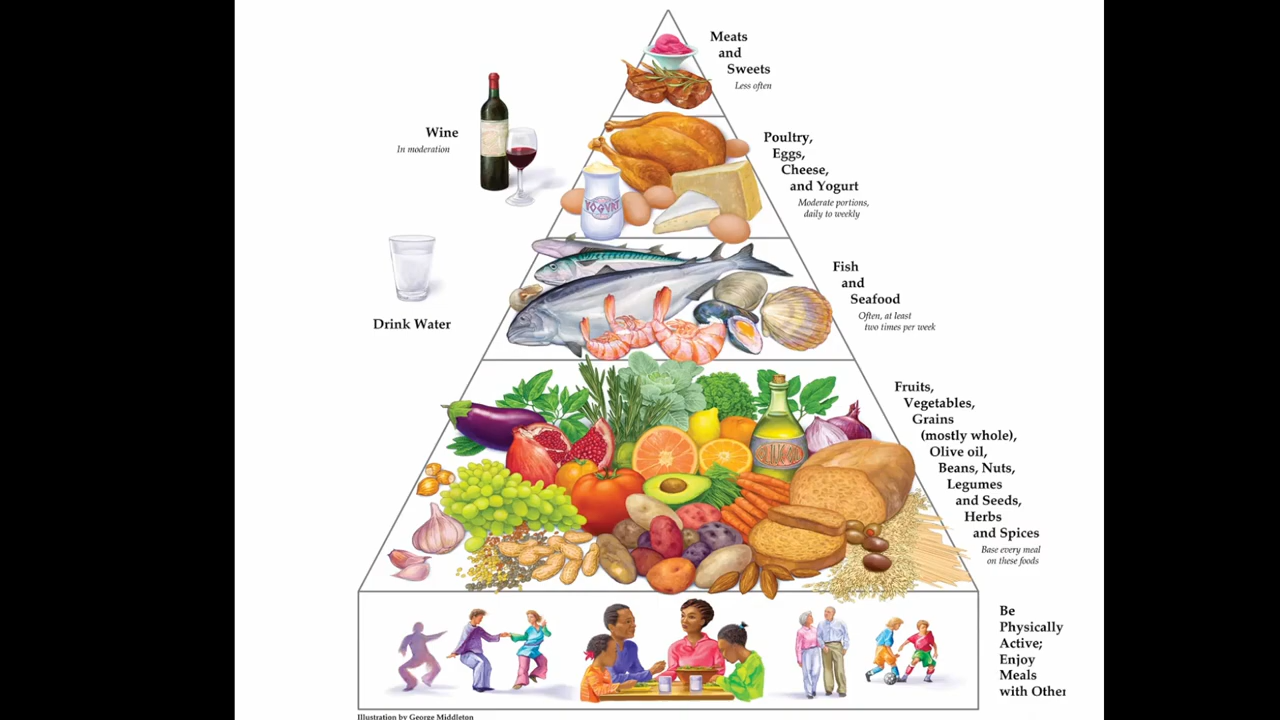 Meats
and
Sweets
Less often
Wine
In moderation
Poultry,
Eggs,
Cheese,
and Yogurt
Moderate portions,
daily to weekly
YOGURT
Drink Water
Fish
and
Seafood
Often, at least
two times per week
Fruits,
Vegetables,
Grains
(mostly whole),
Olive oil,
Beans, Nuts,
Legumes
and Seeds,
Herbs
and Spices
Base every meal
on these foods
OLIVE OIL
Be
Physically
Active;
Enjoy
Meals
with Other
Illustration by George Middleton